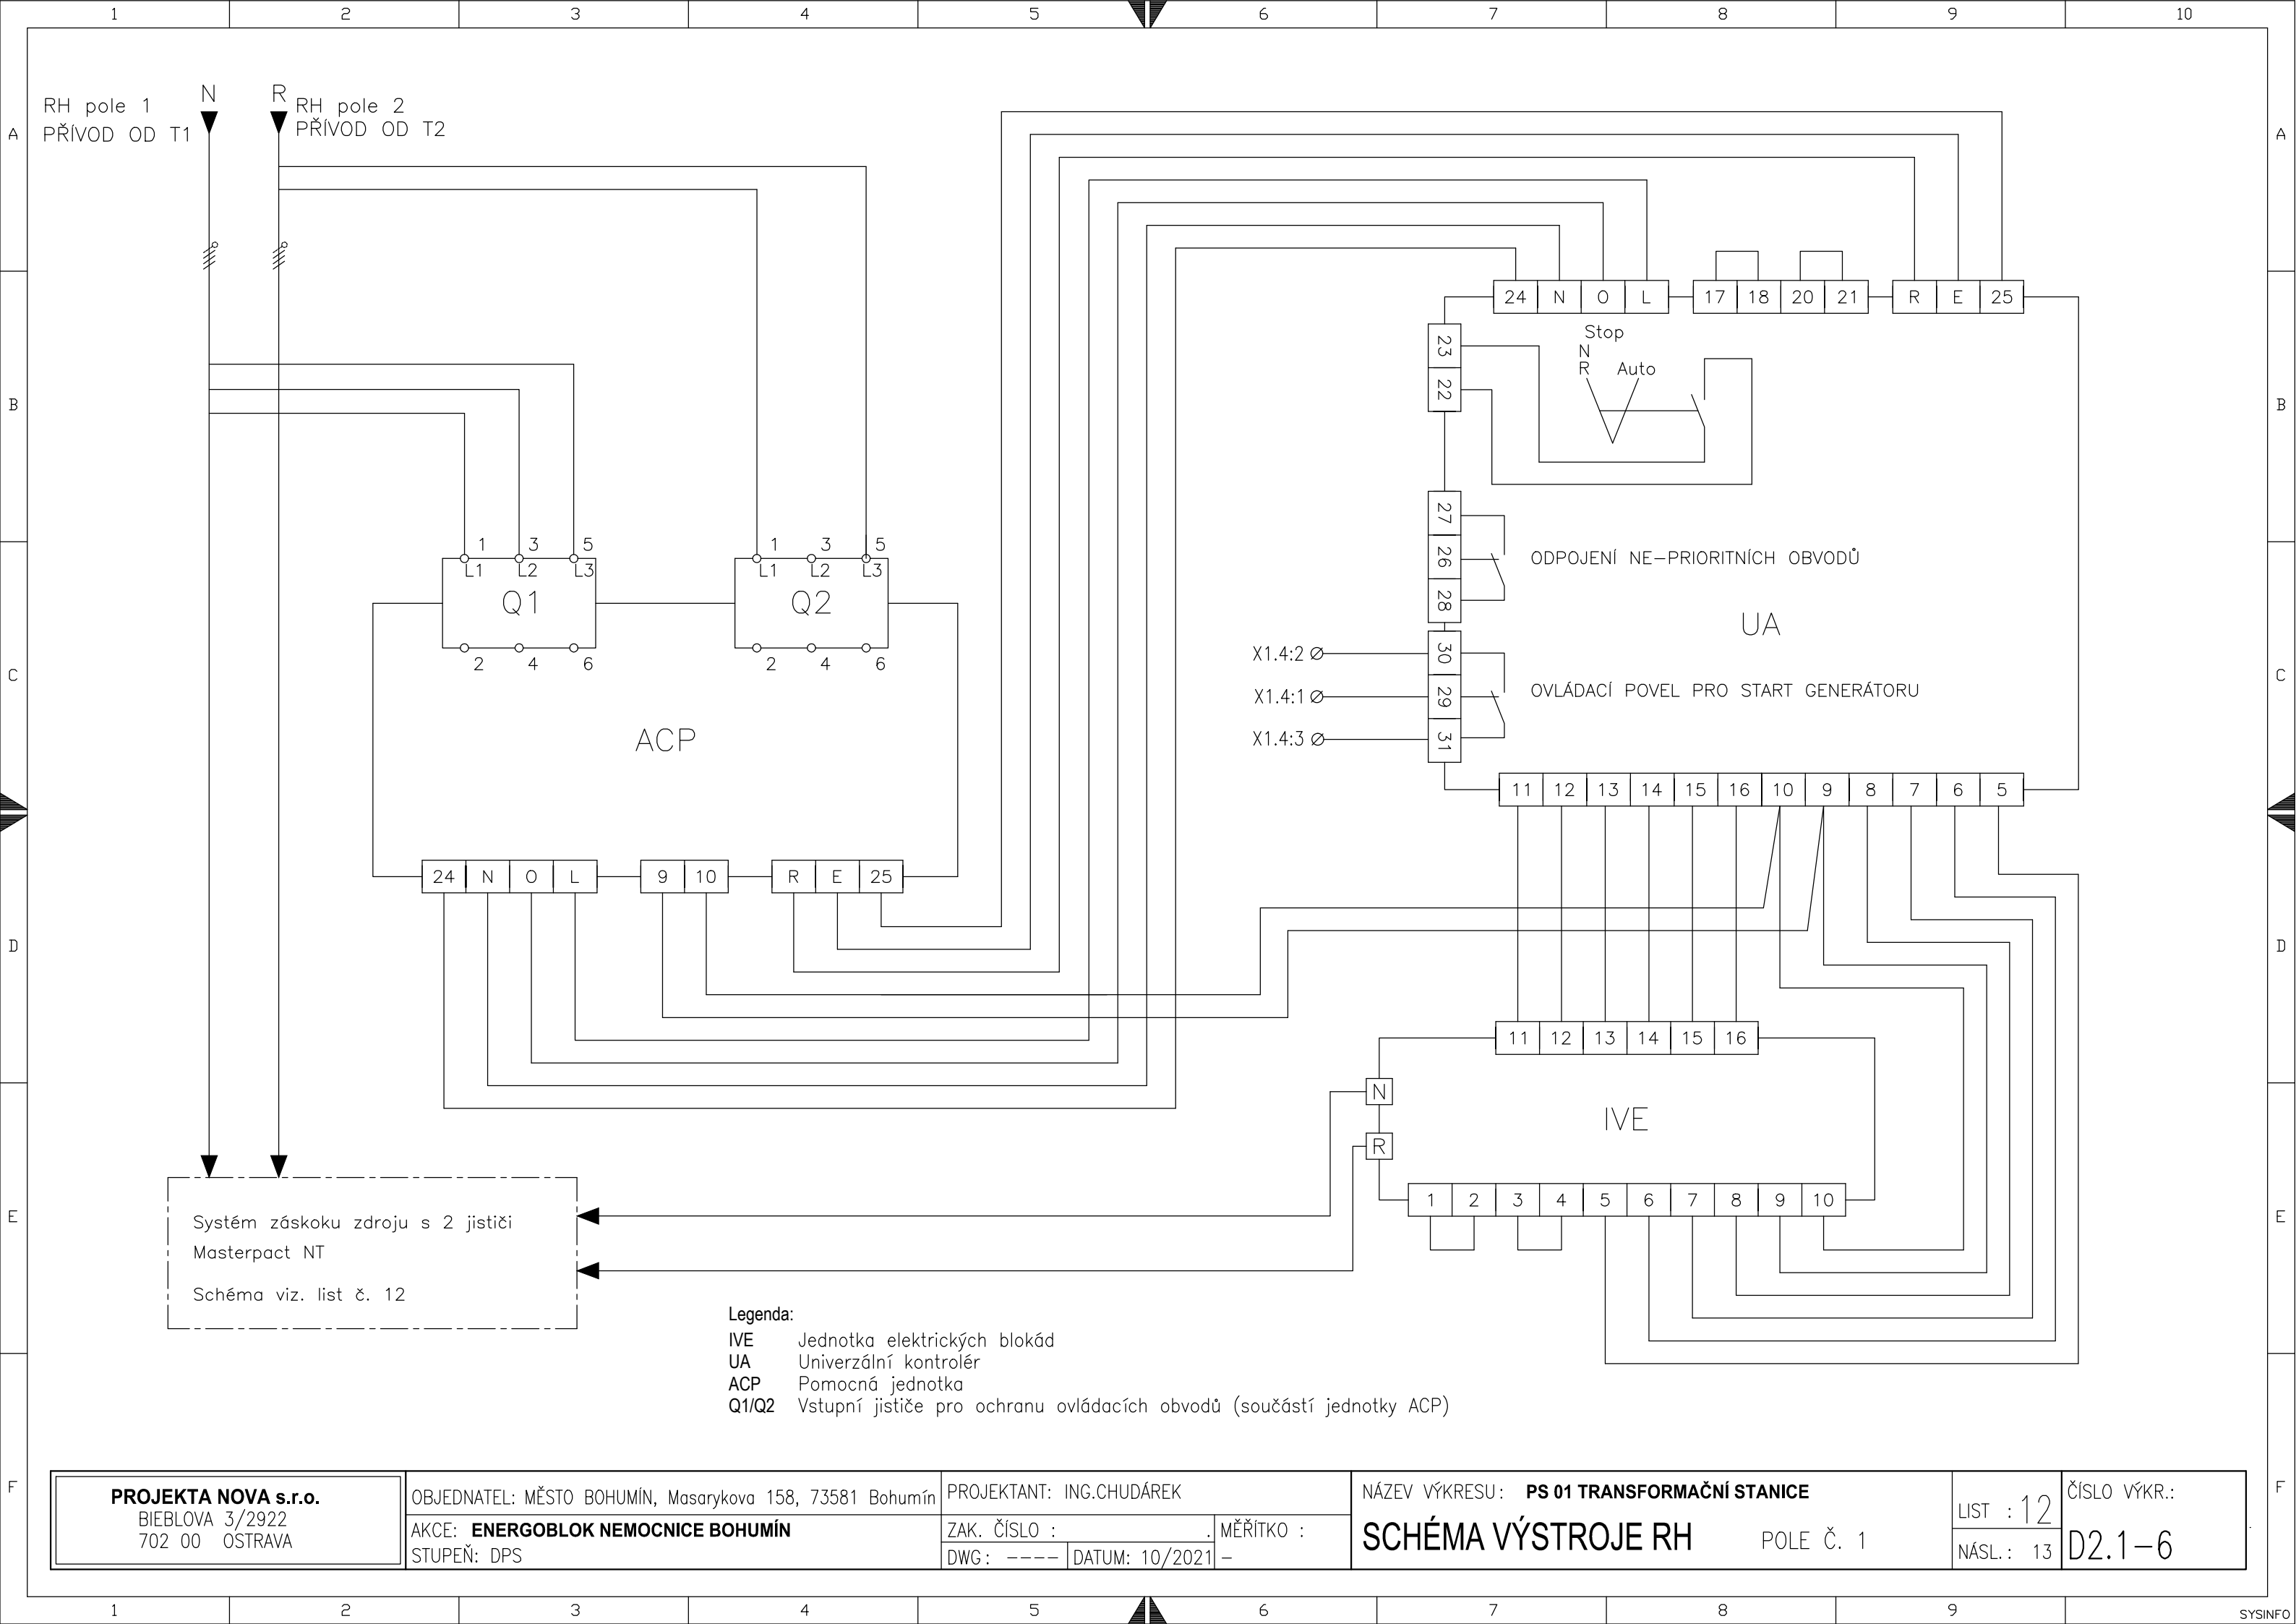 1 2 3 4 5 6 7 8 9 10
A A
B B
C C
D D
E E
F F
N R
RH pole 1
PŘÍVOD OD T1
RH pole 2
PŘÍVOD OD T2
24 N O L 17 18 20 21 R E 25
Stop
N
R Auto
23
22
27
26
28
30
29
31
ODPOJENÍ NE-PRIORITNÍCH OBVODŮ
UA
OVLÁDACÍ POVEL PRO START GENERÁTORU
X1.4:2
X1.4:1
X1.4:3
11 12 13 14 15 16 10 9 8 7 6 5
1 3 5
L1 L2 L3
Q1
2 4 6
1 3 5
L1 L2 L3
Q2
2 4 6
ACP
24 N O L 9 10 R E 25
11 12 13 14 15 16
N
R
IVE
1 2 3 4 5 6 7 8 9 10
Systém záskoku zdroju s 2 jističi
Masterpact NT
Schéma viz. list č. 12
Legenda:
IVE Jednotka elektrických blokád
UA Univerzální kontrolér
ACP Pomocná jednotka
Q1/Q2 Vstupní jističe pro ochranu ovládacích obvodů (součástí jednotky ACP)
PROJEKTA NOVA s.r.o.
BIEBLOVA 3/2922
702 00 OSTRAVA
OBJEDNATEL: MĚSTO BOHUMÍN, Masarykova 158, 73581 Bohumín
AKCE: ENERGOBLOK NEMOCNICE BOHUMÍN
STUPEŇ: DPS
PROJEKTANT: ING.CHUDÁREK
ZAK. ČÍSLO : .
MĚŘÍTKO :
-
DWG: ---- DATUM: 10/2021
NÁZEV VÝKRESU: PS 01 TRANSFORMAČNÍ STANICE
SCHÉMA VÝSTROJE RH POLE Č. 1
LIST : 12
NÁSL.: 13
ČÍSLO VÝKR.:
D2.1-6
1 2 3 4 5 6 7 8 9
SYSINFO